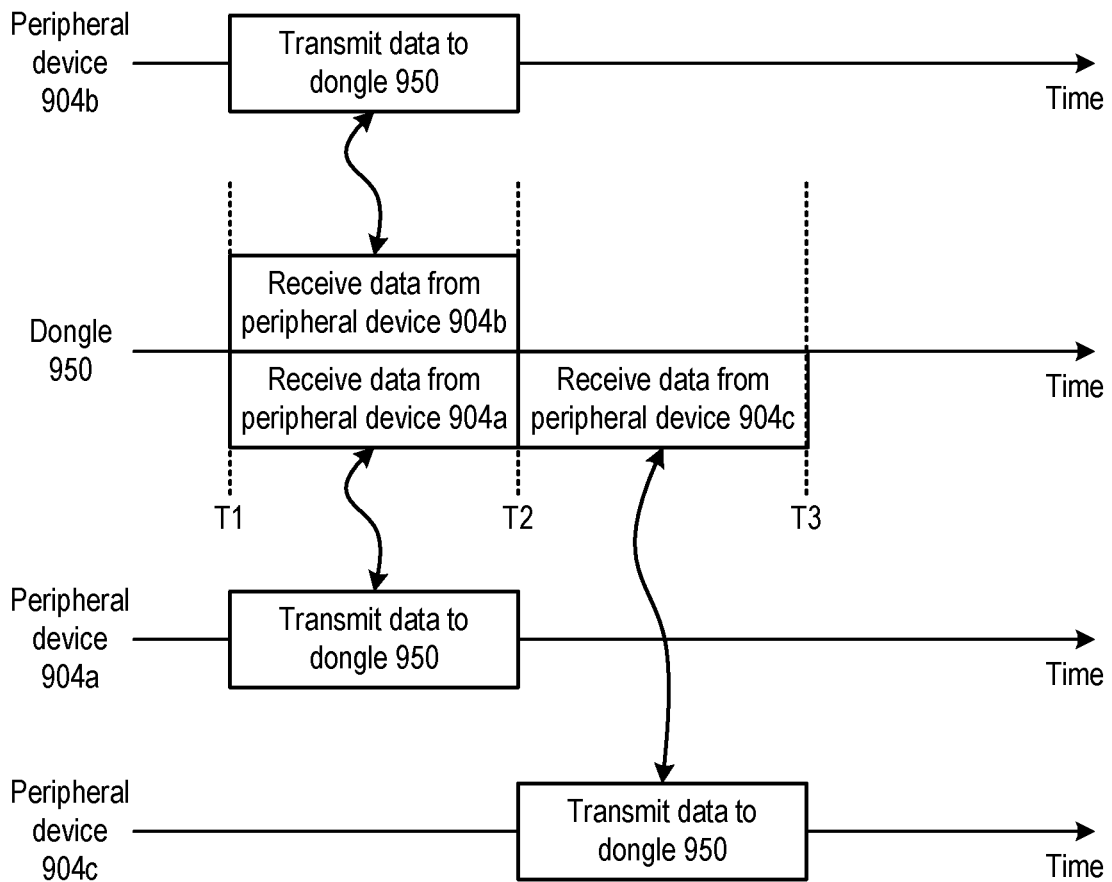 Peripheral
device
904b
Transmit data to
dongle 950
Time
Receive data from
peripheral device 904b
Dongle
950
Time
Receive data from
peripheral device 904a
Receive data from
peripheral device 904c
T1
T2
T3
Peripheral
device
904a
Transmit data to
dongle 950
Time
Peripheral
device
904c
Transmit data to
dongle 950
Time